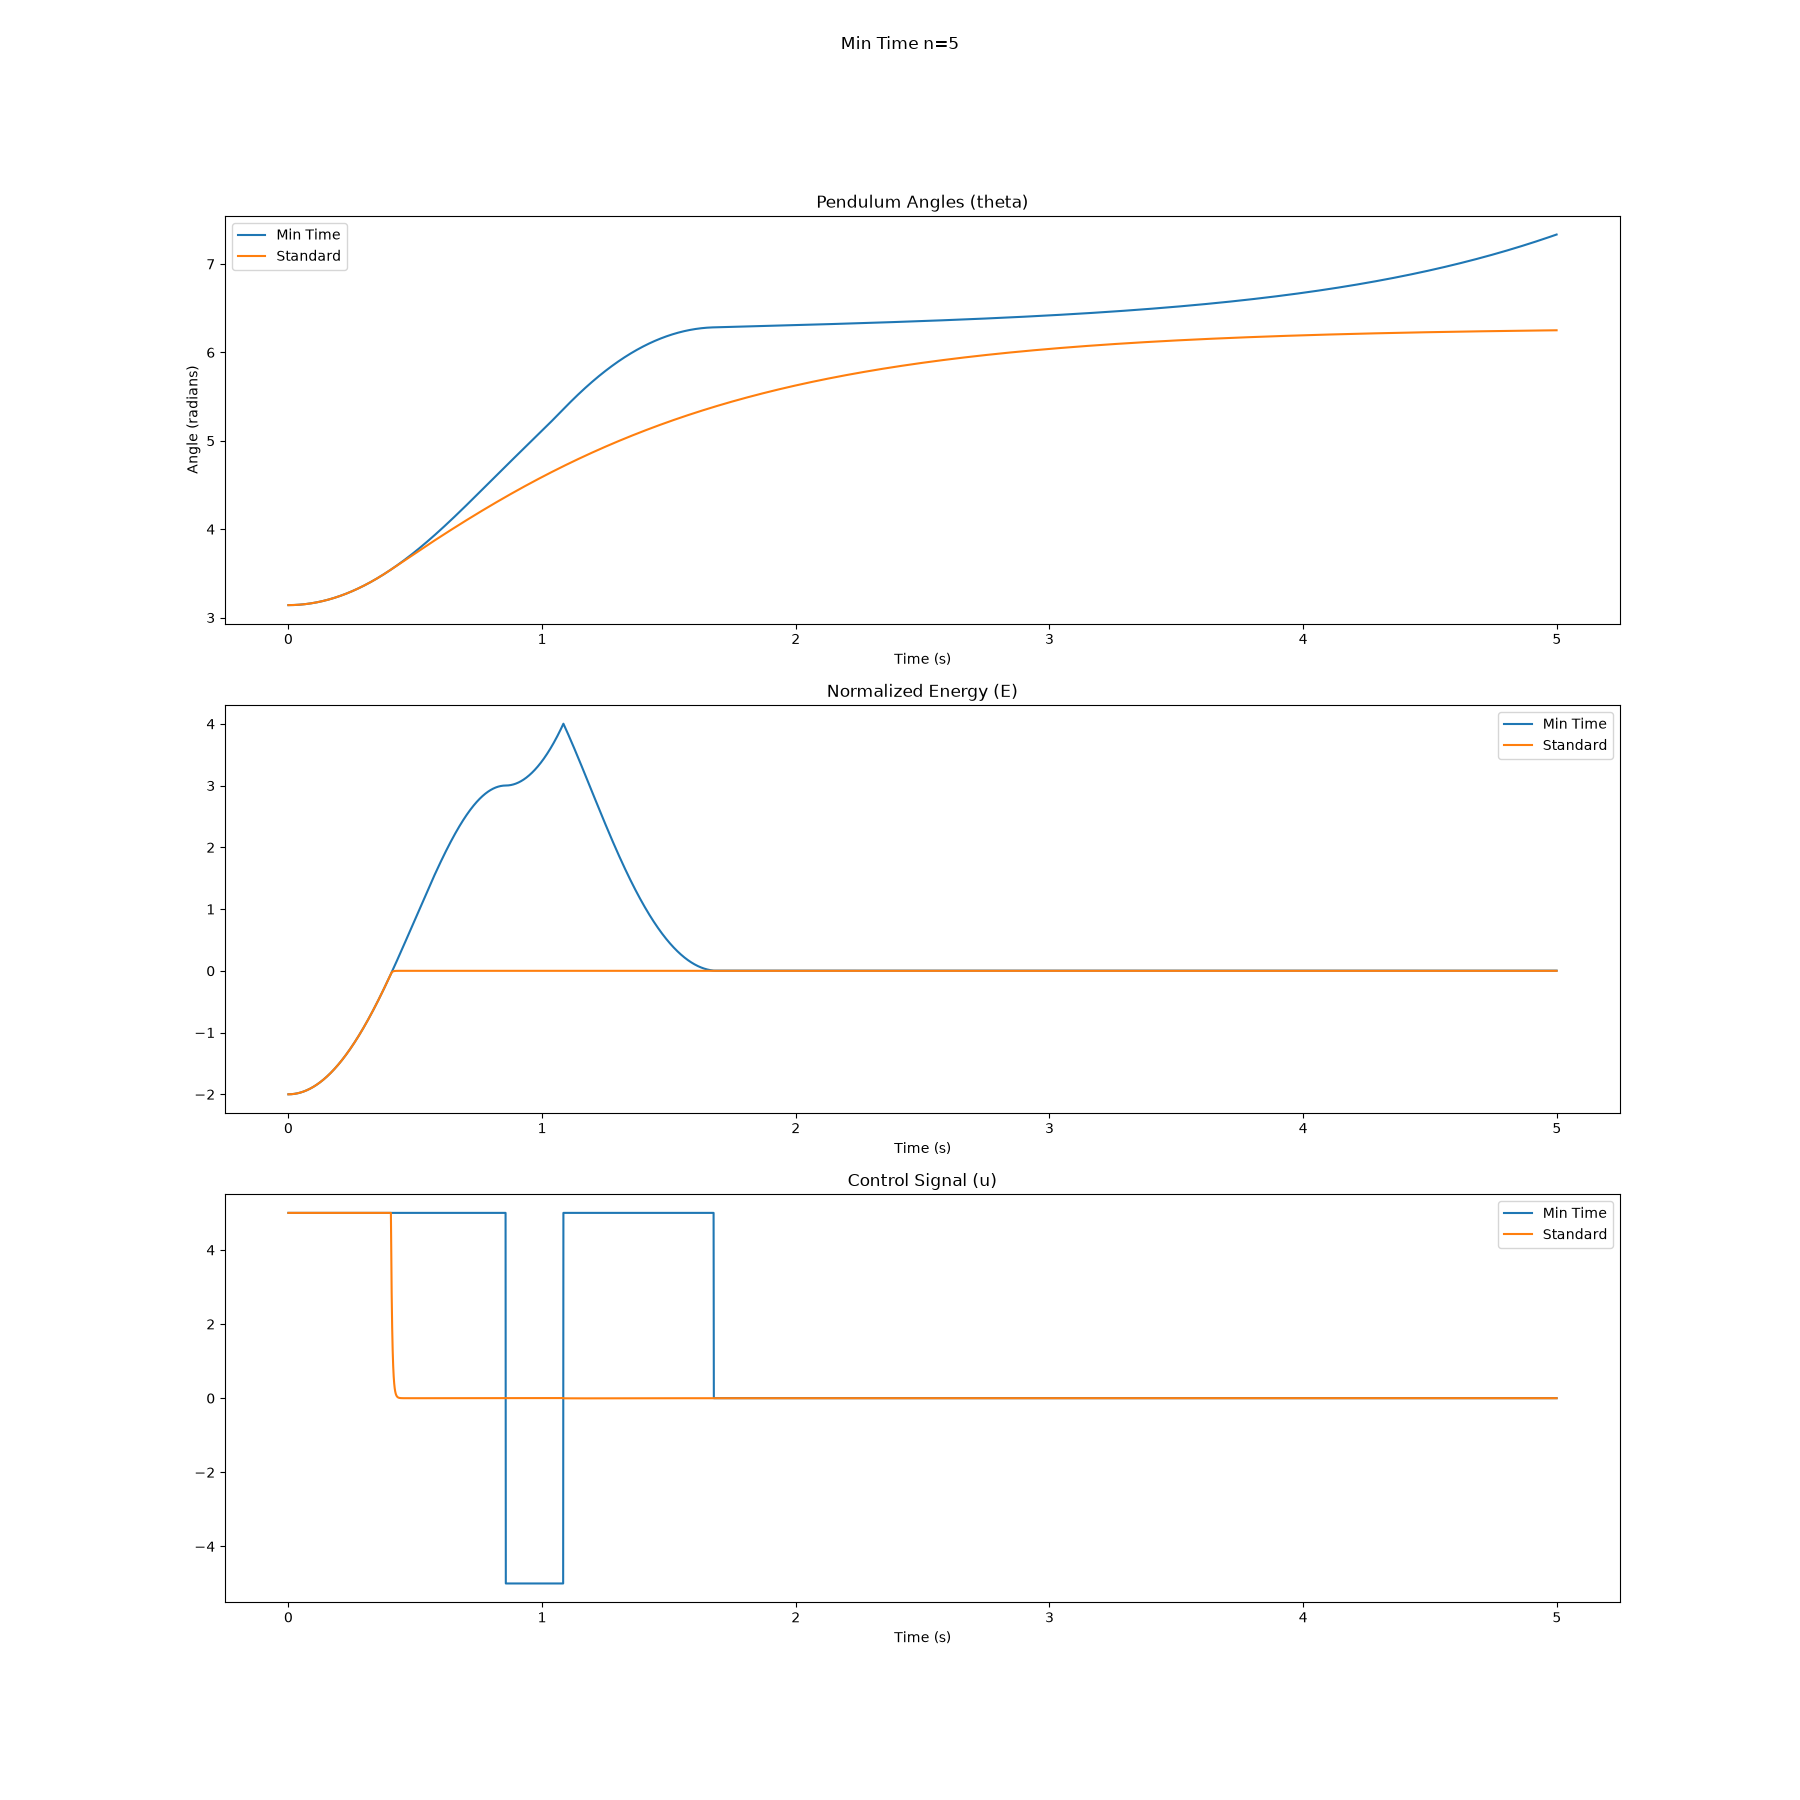 Min Time n=5
Pendulum Angles (theta)
Min Time
Standard
7
6
5
4
3
Angle (radians)
0 1 2 3 4 5
Time (s)
Normalized Energy (E)
Min Time
Standard
4
3
2
1
0
−1
−2
0 1 2 3 4 5
Time (s)
Control Signal (u)
Min Time
Standard
4
2
0
−2
−4
0 1 2 3 4 5
Time (s)